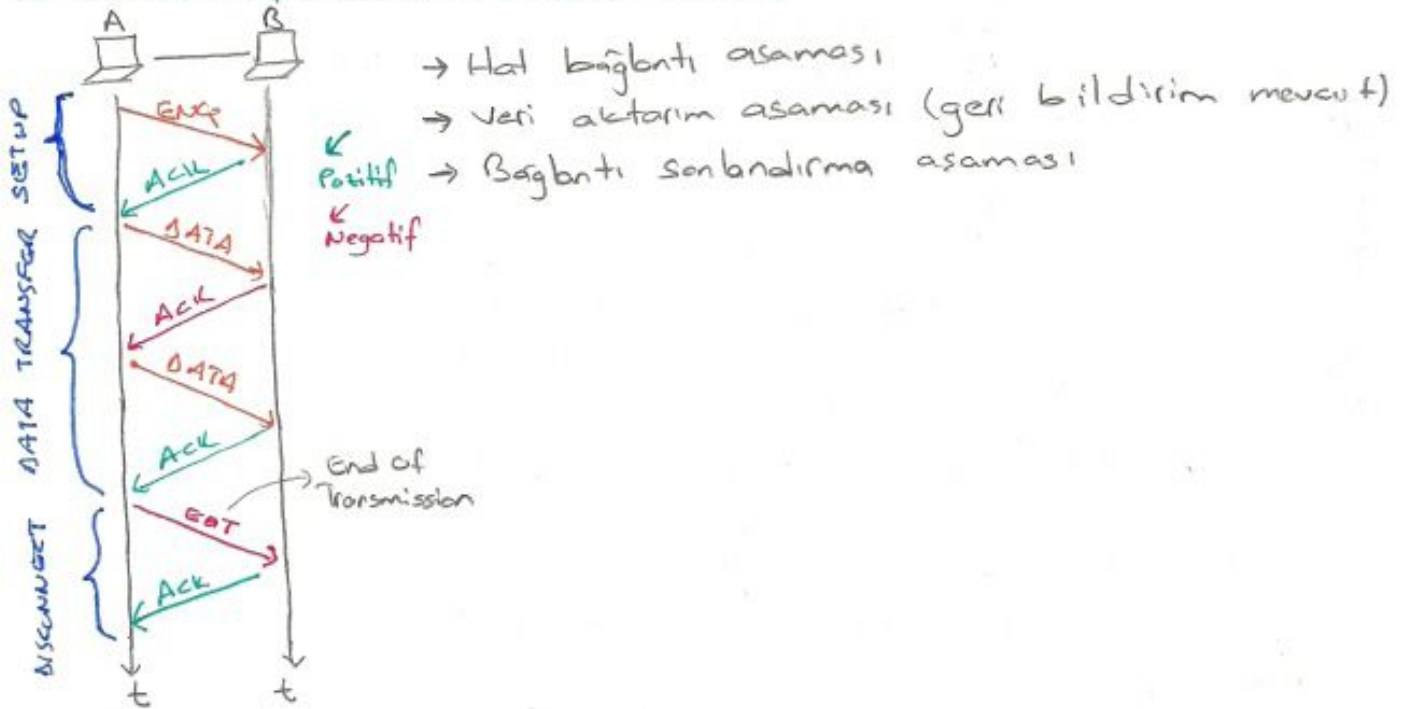 A B
→ Hat bağlantı aşaması
→ Veri aktarım aşaması (geri bildirim mevcut)
→ Bağlantı sonlandırma aşaması
Pozitif
Negatif
SETUP
ENQ
ACK
DATA TRANSFER
DATA
ACK
DATA
ACK
End of
Transmission
DISCONNECT
EOT
ACK
t t